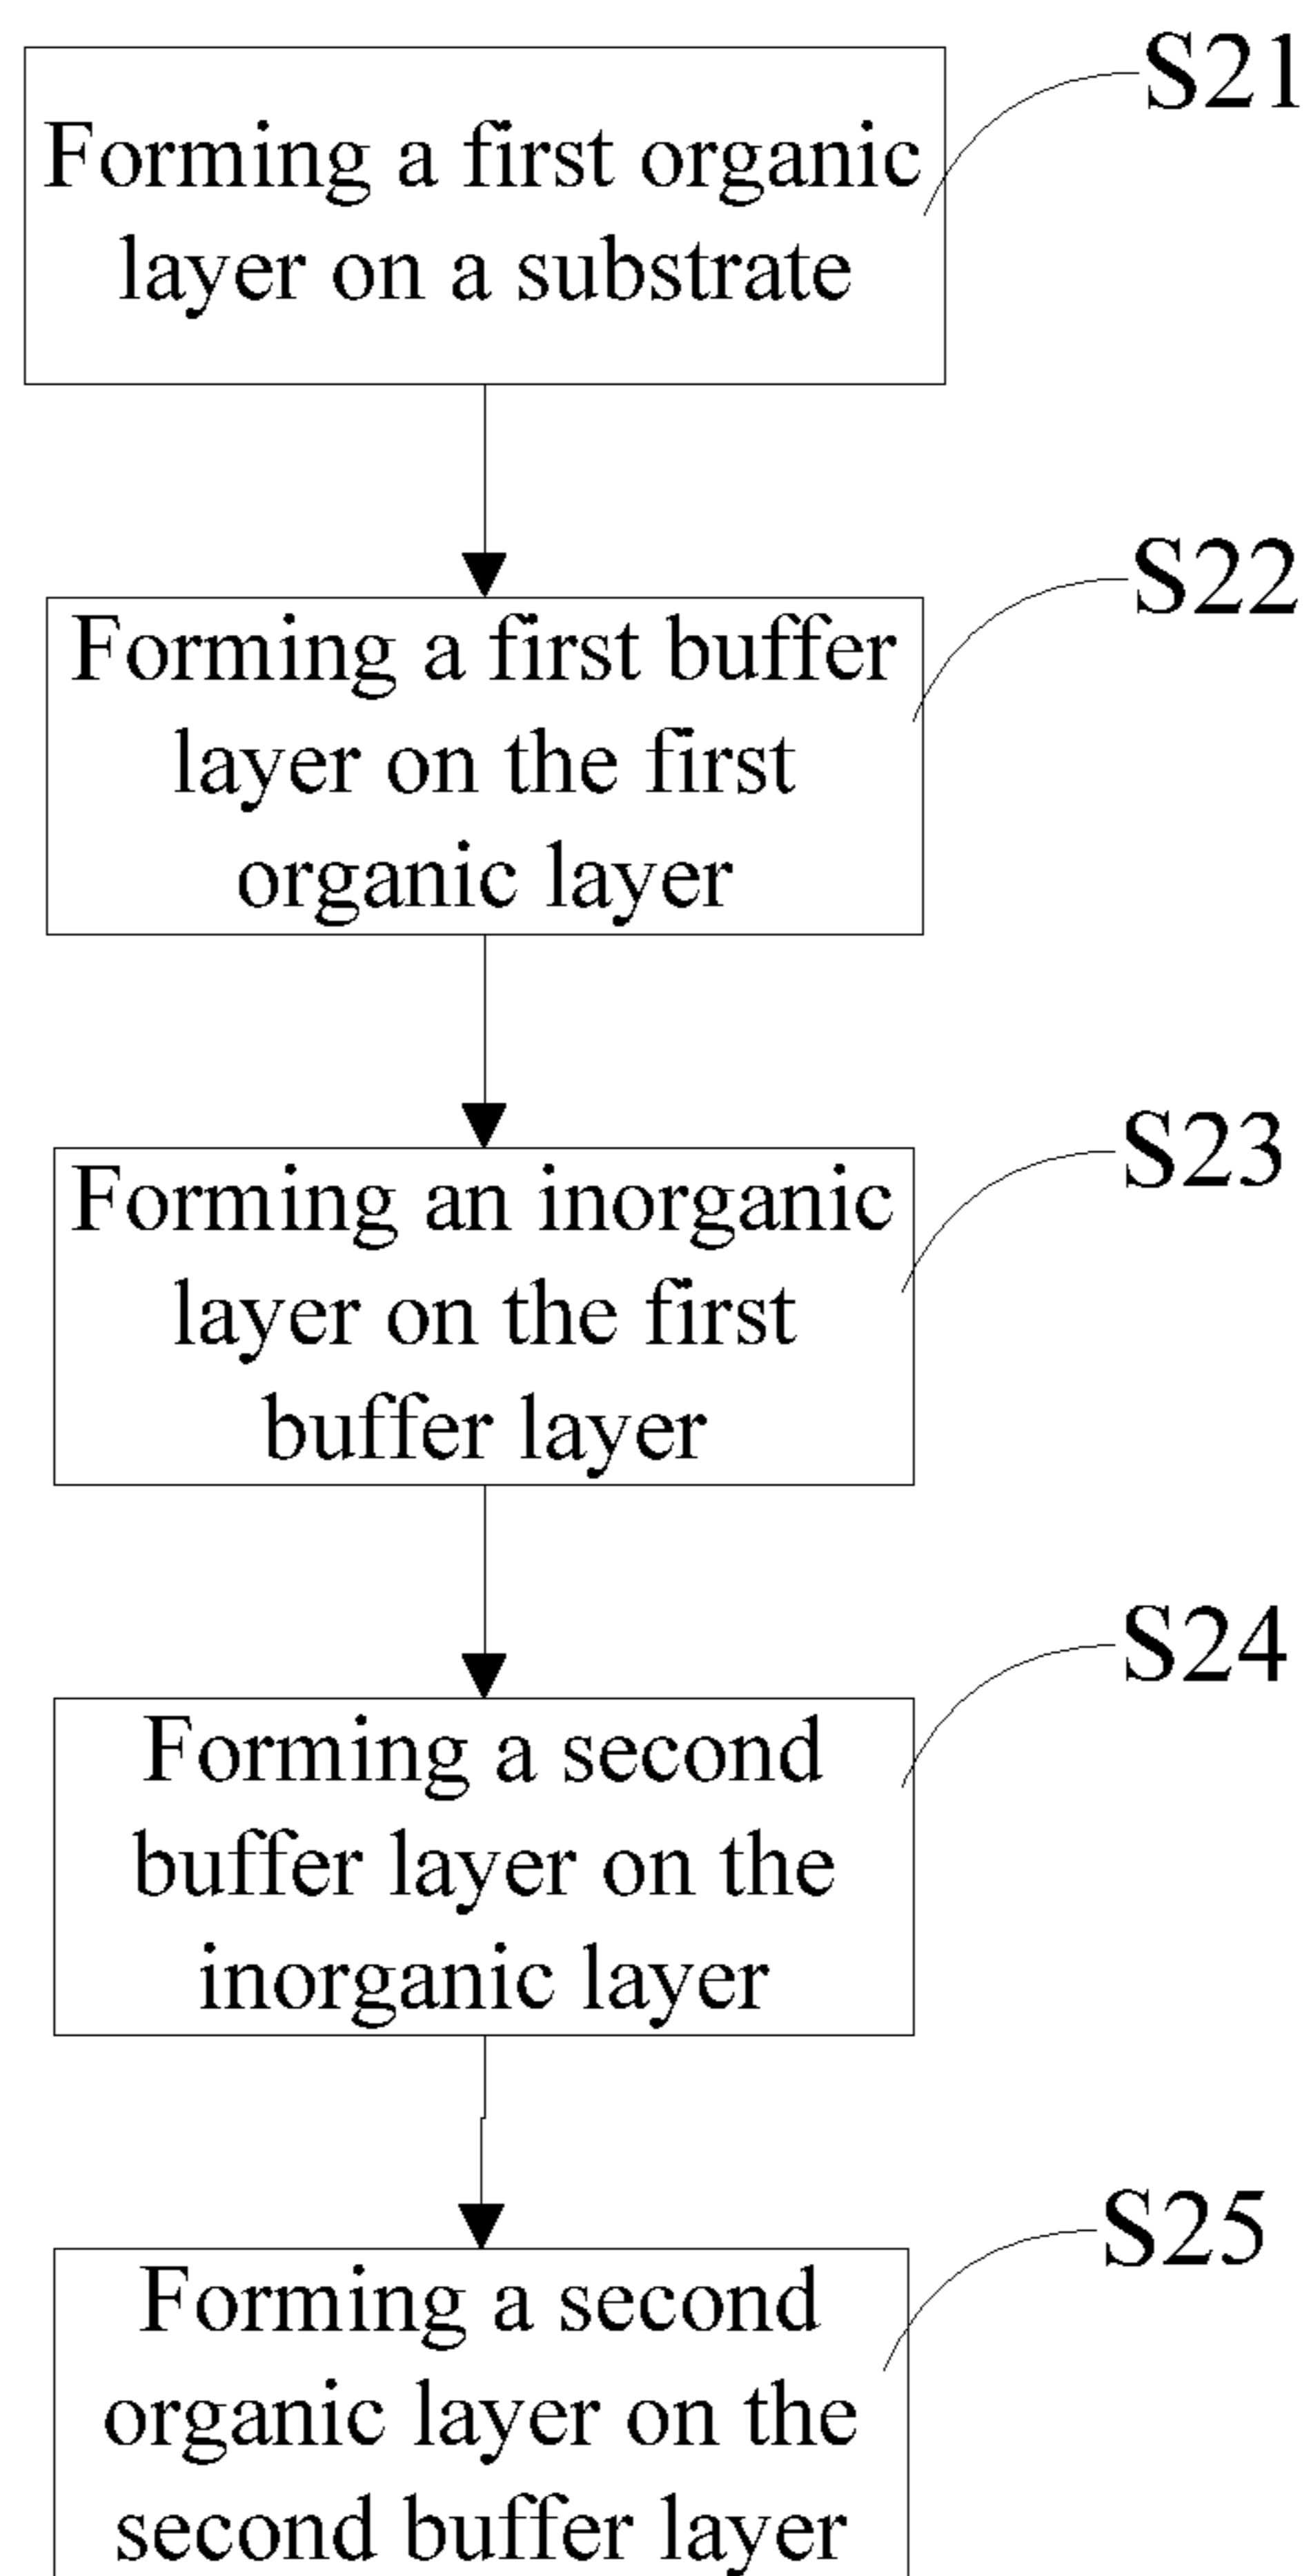 S21
Forming a first organic
layer on a substrate
S22
Forming a first buffer
layer on the first
organic layer
S23
Forming an inorganic
layer on the first
buffer layer
S24
Forming a second
buffer layer on the
inorganic layer
S25
Forming a second
organic layer on the
second buffer layer